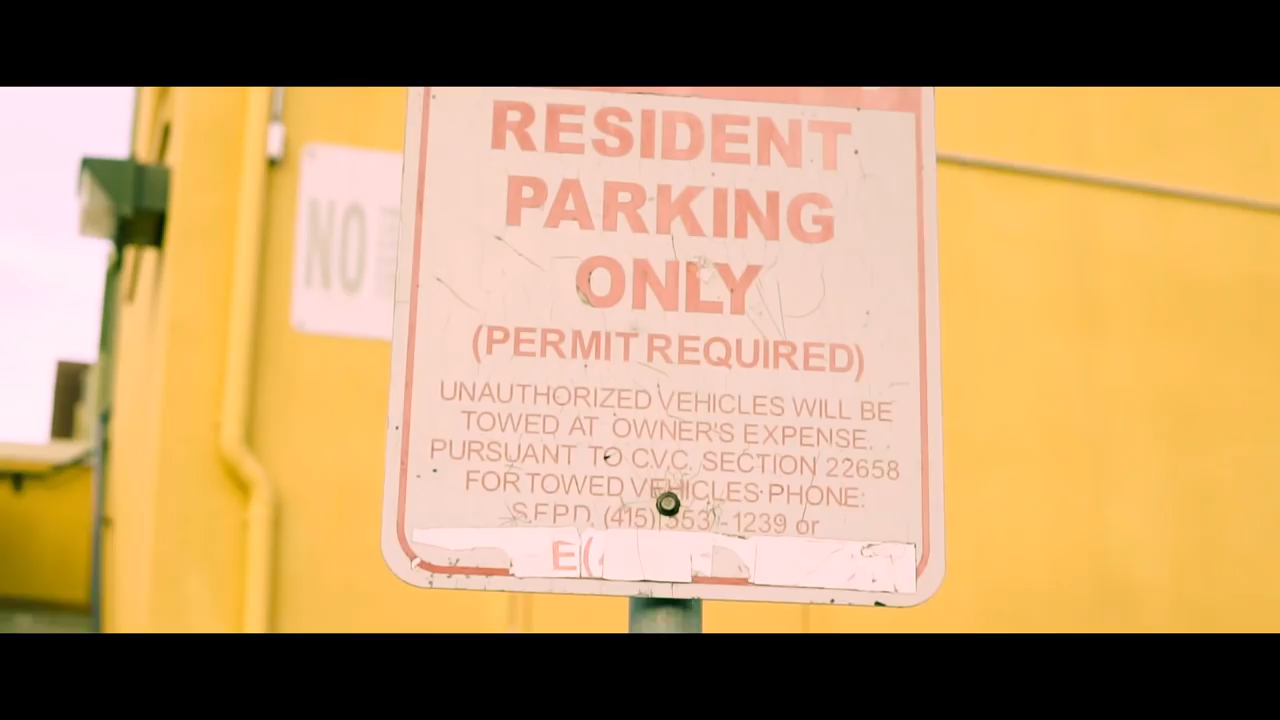 RESIDENT
PARKING
ONLY
(PERMIT REQUIRED)
UNAUTHORIZED VEHICLES WILL BE
TOWED AT OWNER'S EXPENSE.
PURSUANT TO C.V.C. SECTION 22658
FOR TOWED VEHICLES PHONE:
S.F.P.D. (415) 553 - 1239 or
E(
NO